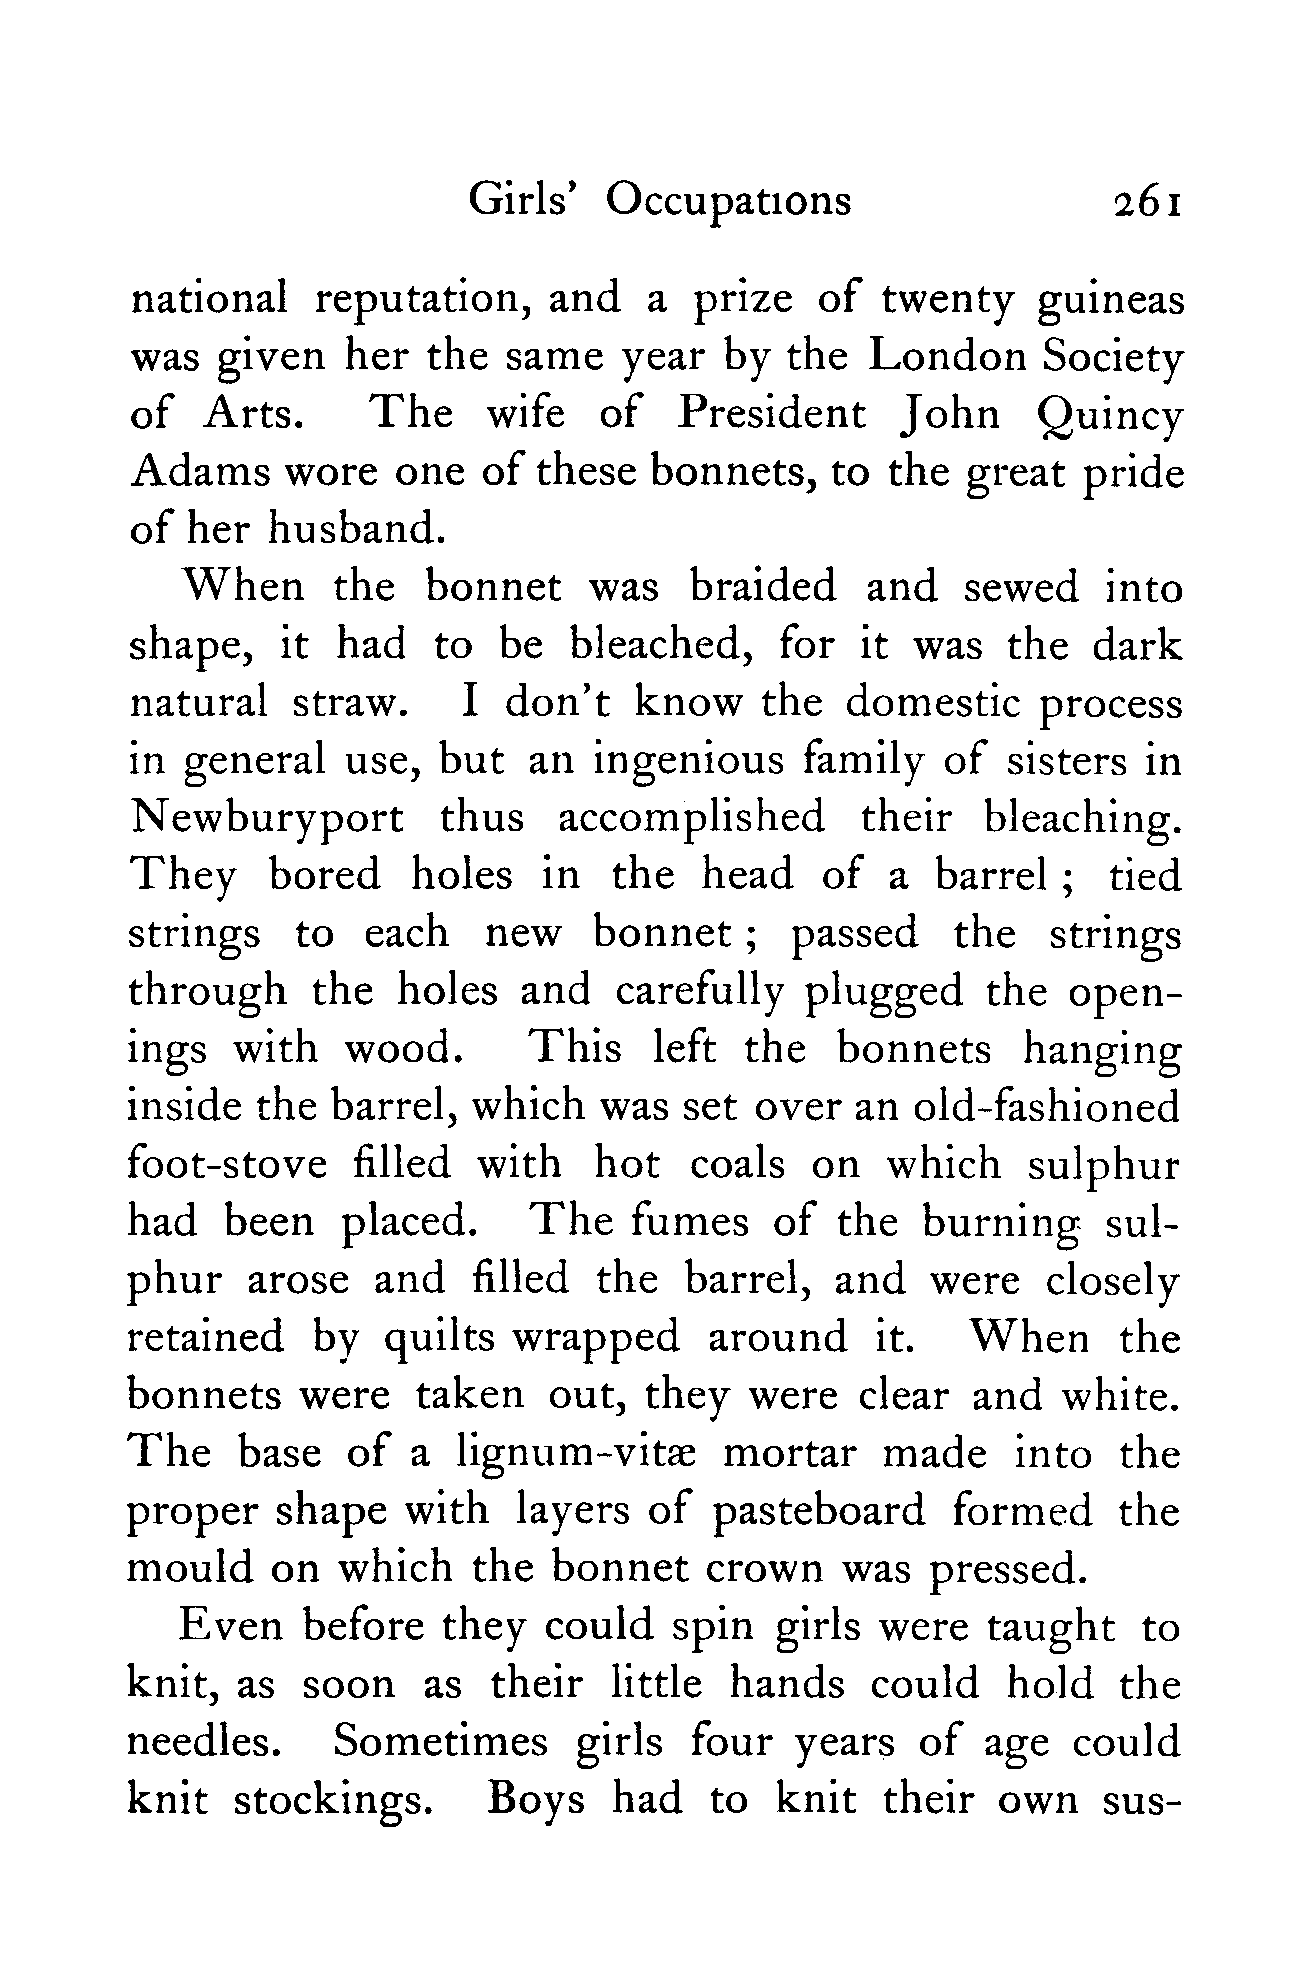 Girls' Occupations 261
national reputation, and a prize of twenty guineas
was given her the same year by the London Society
of Arts. The wife of President John Quincy
Adams wore one of these bonnets, to the great pride
of her husband.
When the bonnet was braided and sewed into
shape, it had to be bleached, for it was the dark
natural straw. I don't know the domestic process
in general use, but an ingenious family of sisters in
Newburyport thus accomplished their bleaching.
They bored holes in the head of a barrel ; tied
strings to each new bonnet ; passed the strings
through the holes and carefully plugged the open-
ings with wood. This left the bonnets hanging
inside the barrel, which was set over an old-fashioned
foot-stove filled with hot coals on which sulphur
had been placed. The fumes of the burning sul-
phur arose and filled the barrel, and were closely
retained by quilts wrapped around it. When the
bonnets were taken out, they were clear and white.
The base of a lignum-vitæ mortar made into the
proper shape with layers of pasteboard formed the
mould on which the bonnet crown was pressed.
Even before they could spin girls were taught to
knit, as soon as their little hands could hold the
needles. Sometimes girls four years of age could
knit stockings. Boys had to knit their own sus-